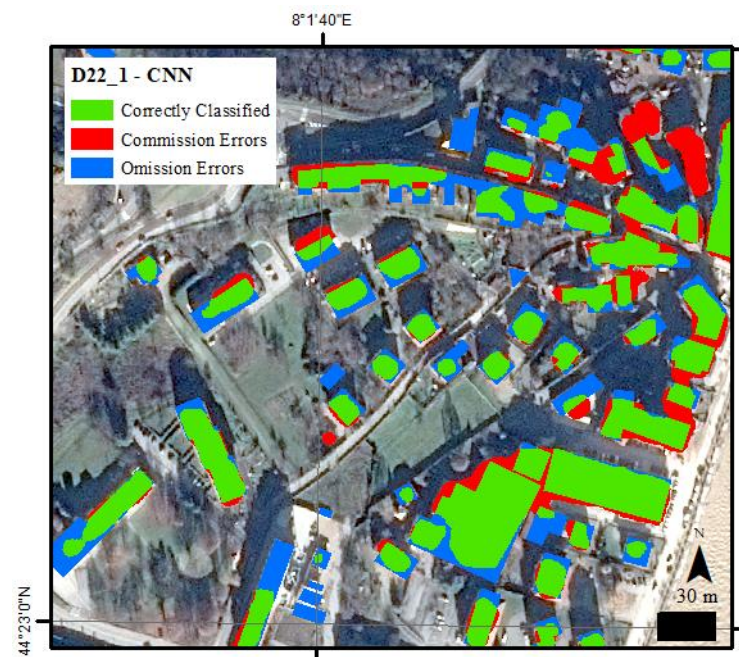 8°1'40"E
D22_1 - CNN
Correctly Classified
Commission Errors
Omission Errors
N
30 m
44°23'0"N